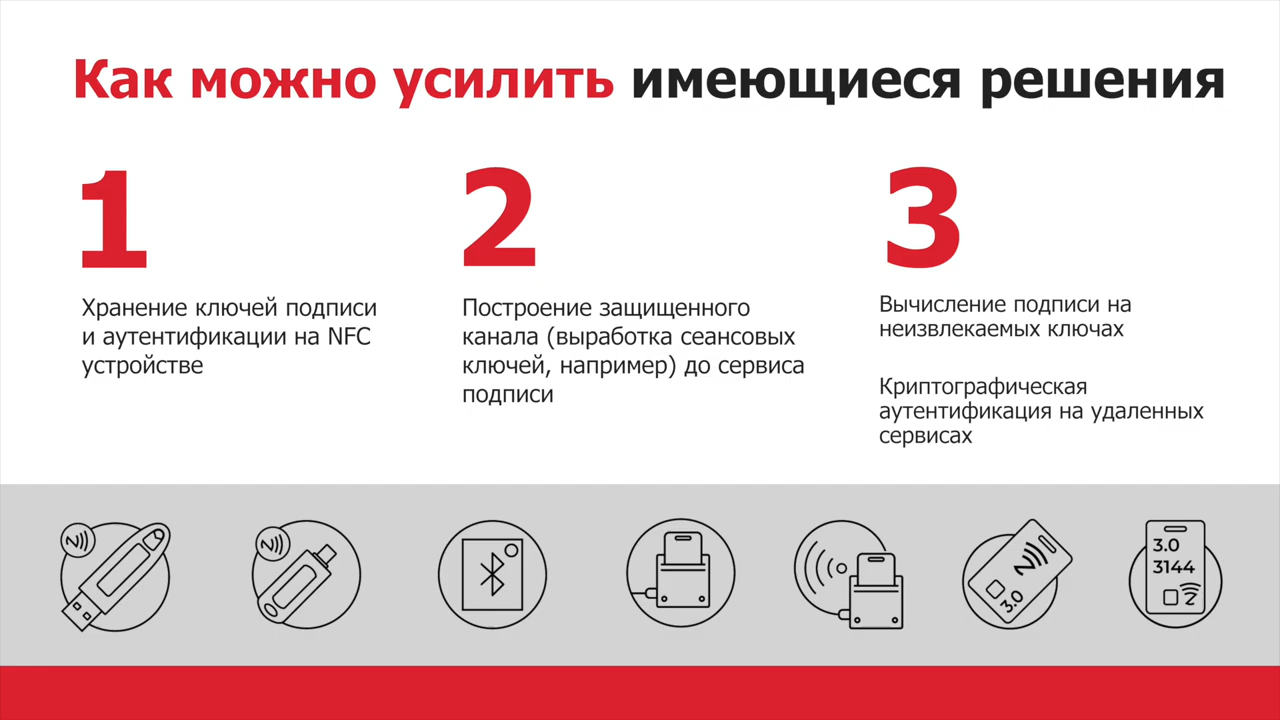 Как можно усилить имеющиеся решения
1
Хранение ключей подписи
и аутентификации на NFC
устройстве
2
Построение защищенного
канала (выработка сеансовых
ключей, например) до сервиса
подписи
3
Вычисление подписи на
неизвлекаемых ключах
Криптографическая
аутентификация на удаленных
сервисах
3.0
3.0
3144